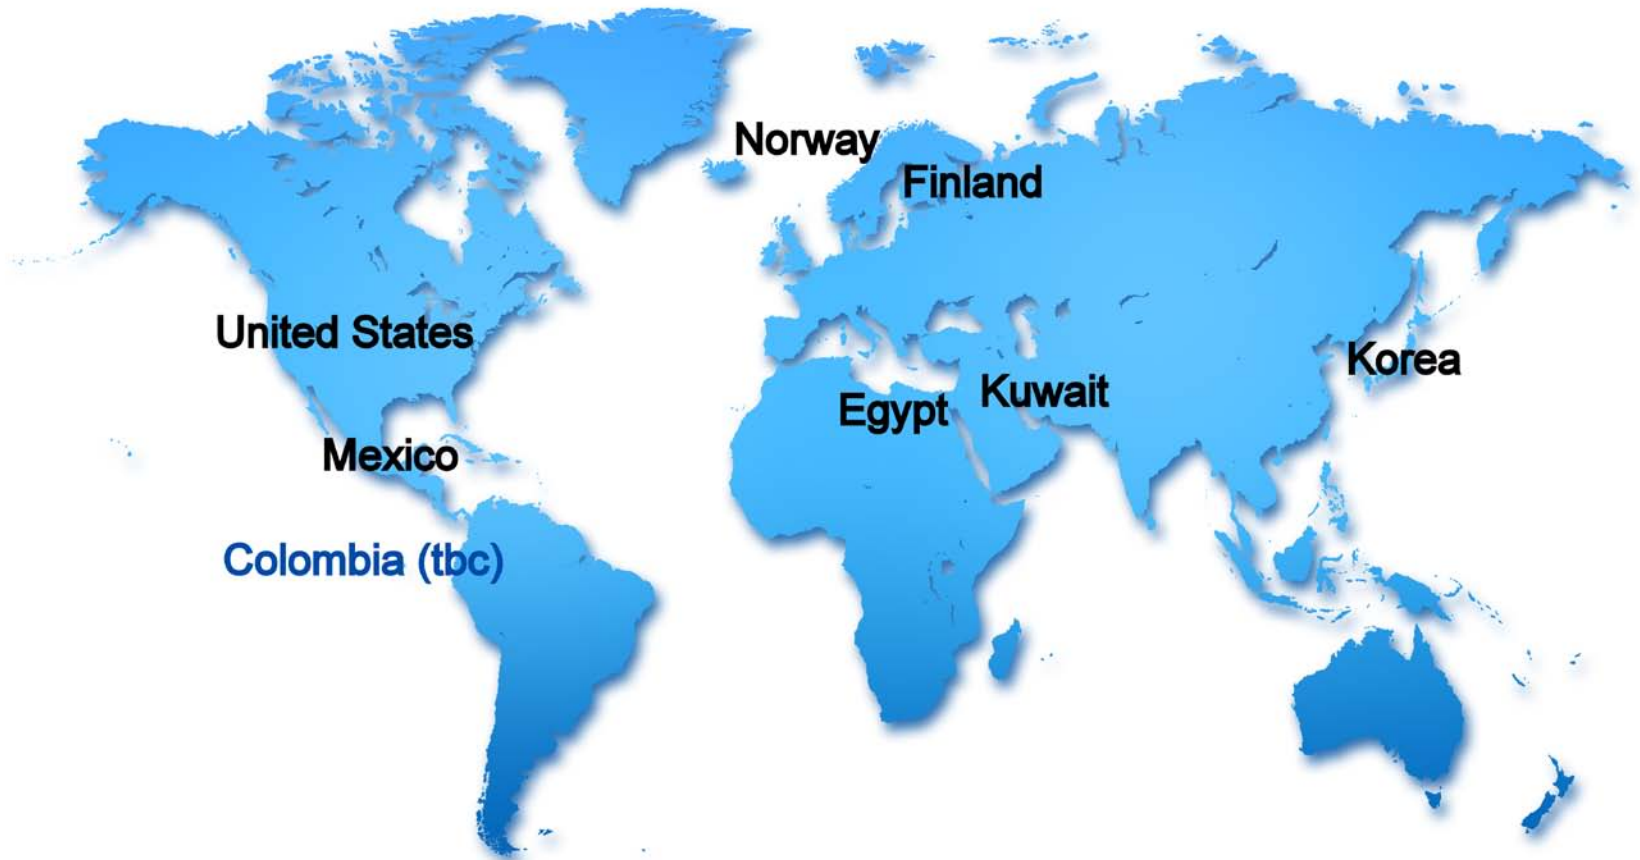 Norway
Finland
United States
Korea
Kuwait
Egypt
Mexico
Colombia (tbc)